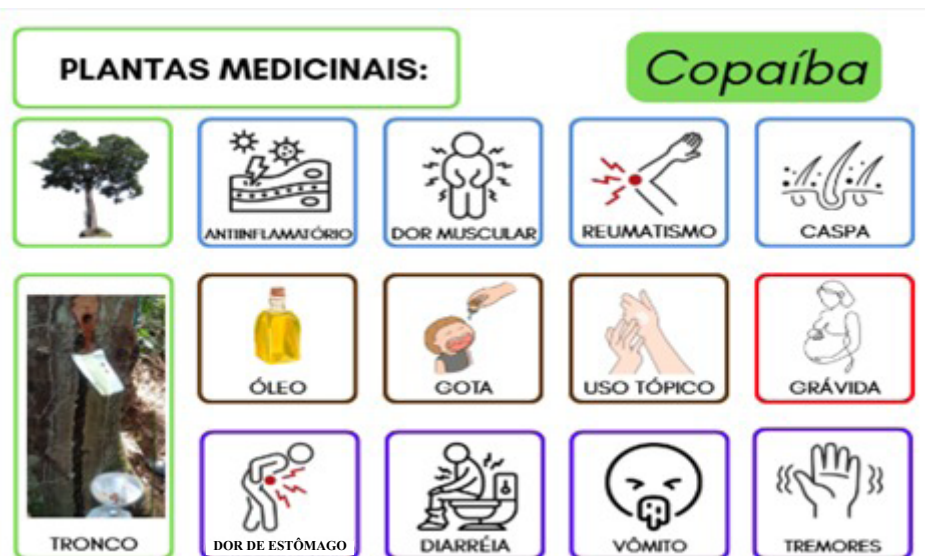 PLANTAS MEDICINAIS:
Copaíba
ANTIINFLAMATÓRIO
DOR MUSCULAR
REUMATISMO
CASPA
ÓLEO
GOTA
USO TÓPICO
GRÁVIDA
TRONCO
DOR DE ESTÔMAGO
DIARRÉIA
VÔMITO
TREMORES